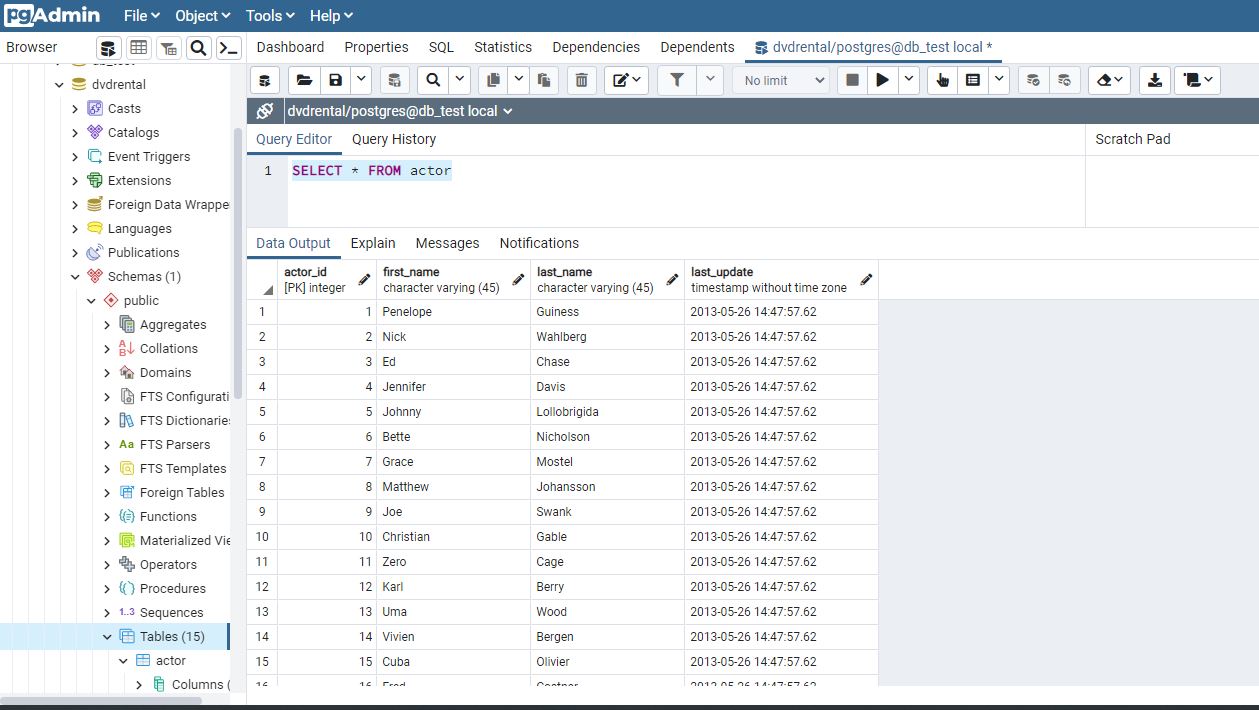 pgAdmin File Object Tools Help
Browser
Dashboard Properties SQL Statistics Dependencies Dependents dvdrental/postgres@db_test local *
dvdrental
Casts
Catalogs
Event Triggers
Extensions
Foreign Data Wrappe
Languages
Publications
Schemas (1)
public
Aggregates
Collations
Domains
FTS Configurati
FTS Dictionaries
Aa FTS Parsers
FTS Templates
Foreign Tables
Functions
Materialized Vie
Operators
Procedures
1..3 Sequences
Tables (15)
actor
Columns (
No limit
dvdrental/postgres@db_test local
Query Editor Query History
Scratch Pad
1 SELECT * FROM actor
Data Output Explain Messages Notifications
actor_id first_name last_name last_update
[PK] integer character varying (45) character varying (45) timestamp without time zone
1 1 Penelope Guiness 2013-05-26 14:47:57.62
2 2 Nick Wahlberg 2013-05-26 14:47:57.62
3 3 Ed Chase 2013-05-26 14:47:57.62
4 4 Jennifer Davis 2013-05-26 14:47:57.62
5 5 Johnny Lollobrigida 2013-05-26 14:47:57.62
6 6 Bette Nicholson 2013-05-26 14:47:57.62
7 7 Grace Mostel 2013-05-26 14:47:57.62
8 8 Matthew Johansson 2013-05-26 14:47:57.62
9 9 Joe Swank 2013-05-26 14:47:57.62
10 10 Christian Gable 2013-05-26 14:47:57.62
11 11 Zero Cage 2013-05-26 14:47:57.62
12 12 Karl Berry 2013-05-26 14:47:57.62
13 13 Uma Wood 2013-05-26 14:47:57.62
14 14 Vivien Bergen 2013-05-26 14:47:57.62
15 15 Cuba Olivier 2013-05-26 14:47:57.62